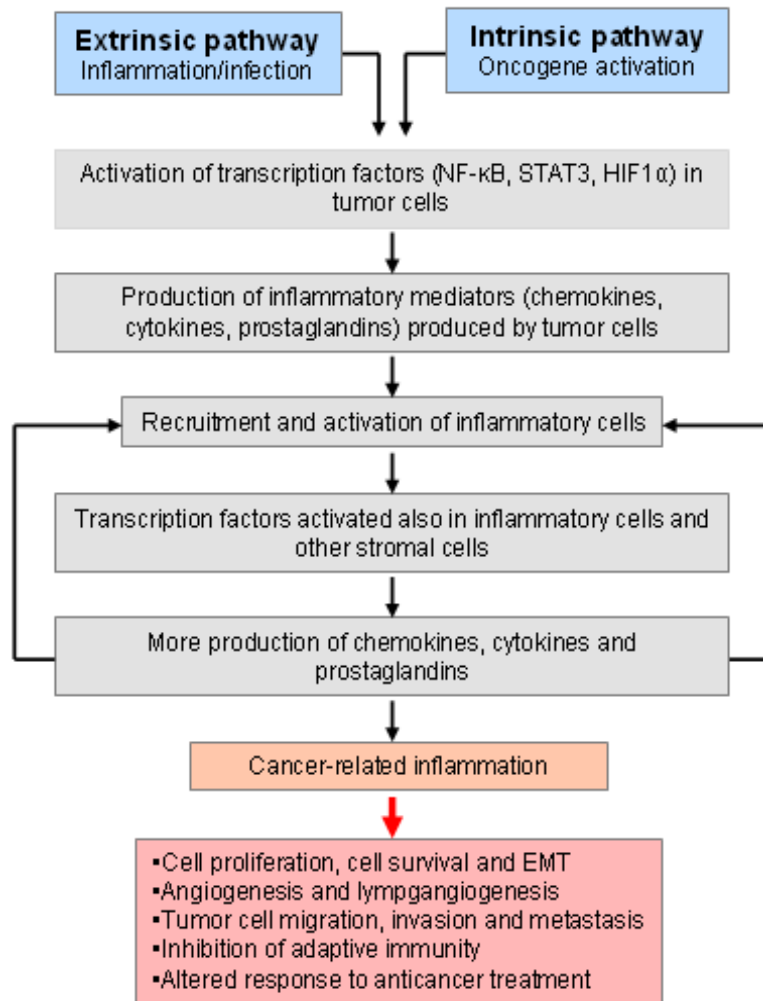 Extrinsic pathway
Inflammation/infection
Intrinsic pathway
Oncogene activation
Activation of transcription factors (NF-κB, STAT3, HIF1α) in
tumor cells
Production of inflammatory mediators (chemokines,
cytokines, prostaglandins) produced by tumor cells
Recruitment and activation of inflammatory cells
Transcription factors activated also in inflammatory cells and
other stromal cells
More production of chemokines, cytokines and
prostaglandins
Cancer-related inflammation
▪Cell proliferation, cell survival and EMT
▪Angiogenesis and lympgangiogenesis
▪Tumor cell migration, invasion and metastasis
▪Inhibition of adaptive immunity
▪Altered response to anticancer treatment